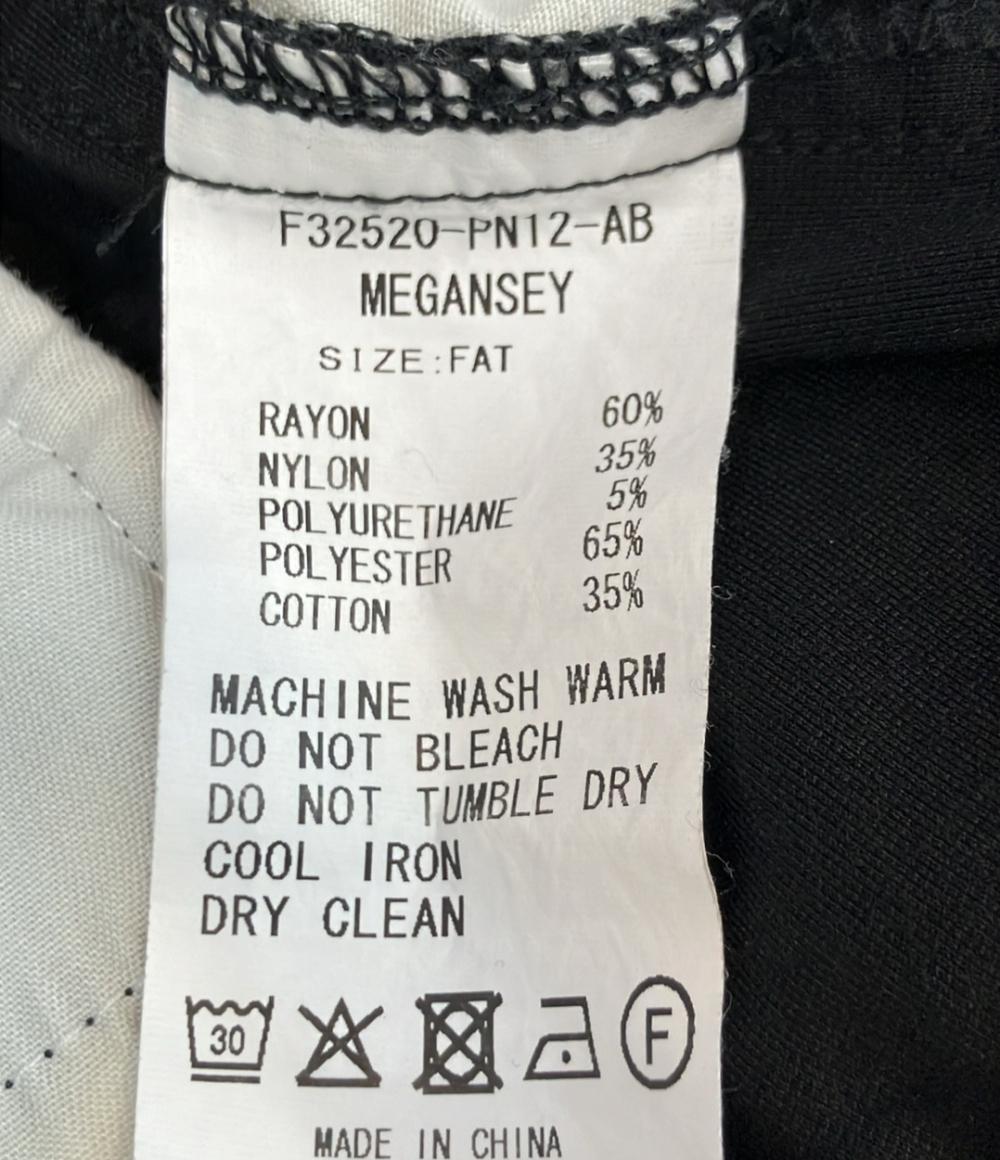 F32520-PN12-AB
MEGANSEY
SIZE:FAT
RAYON 60%
NYLON 35%
POLYURETHANE 5%
POLYESTER 65%
COTTON 35%
MACHINE WASH WARM
DO NOT BLEACH
DO NOT TUMBLE DRY
COOL IRON
DRY CLEAN
30 F
MADE IN CHINA